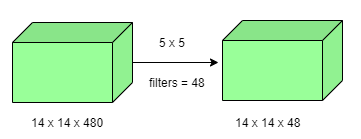 5 x 5
filters = 48
14 x 14 x 480
14 x 14 x 48